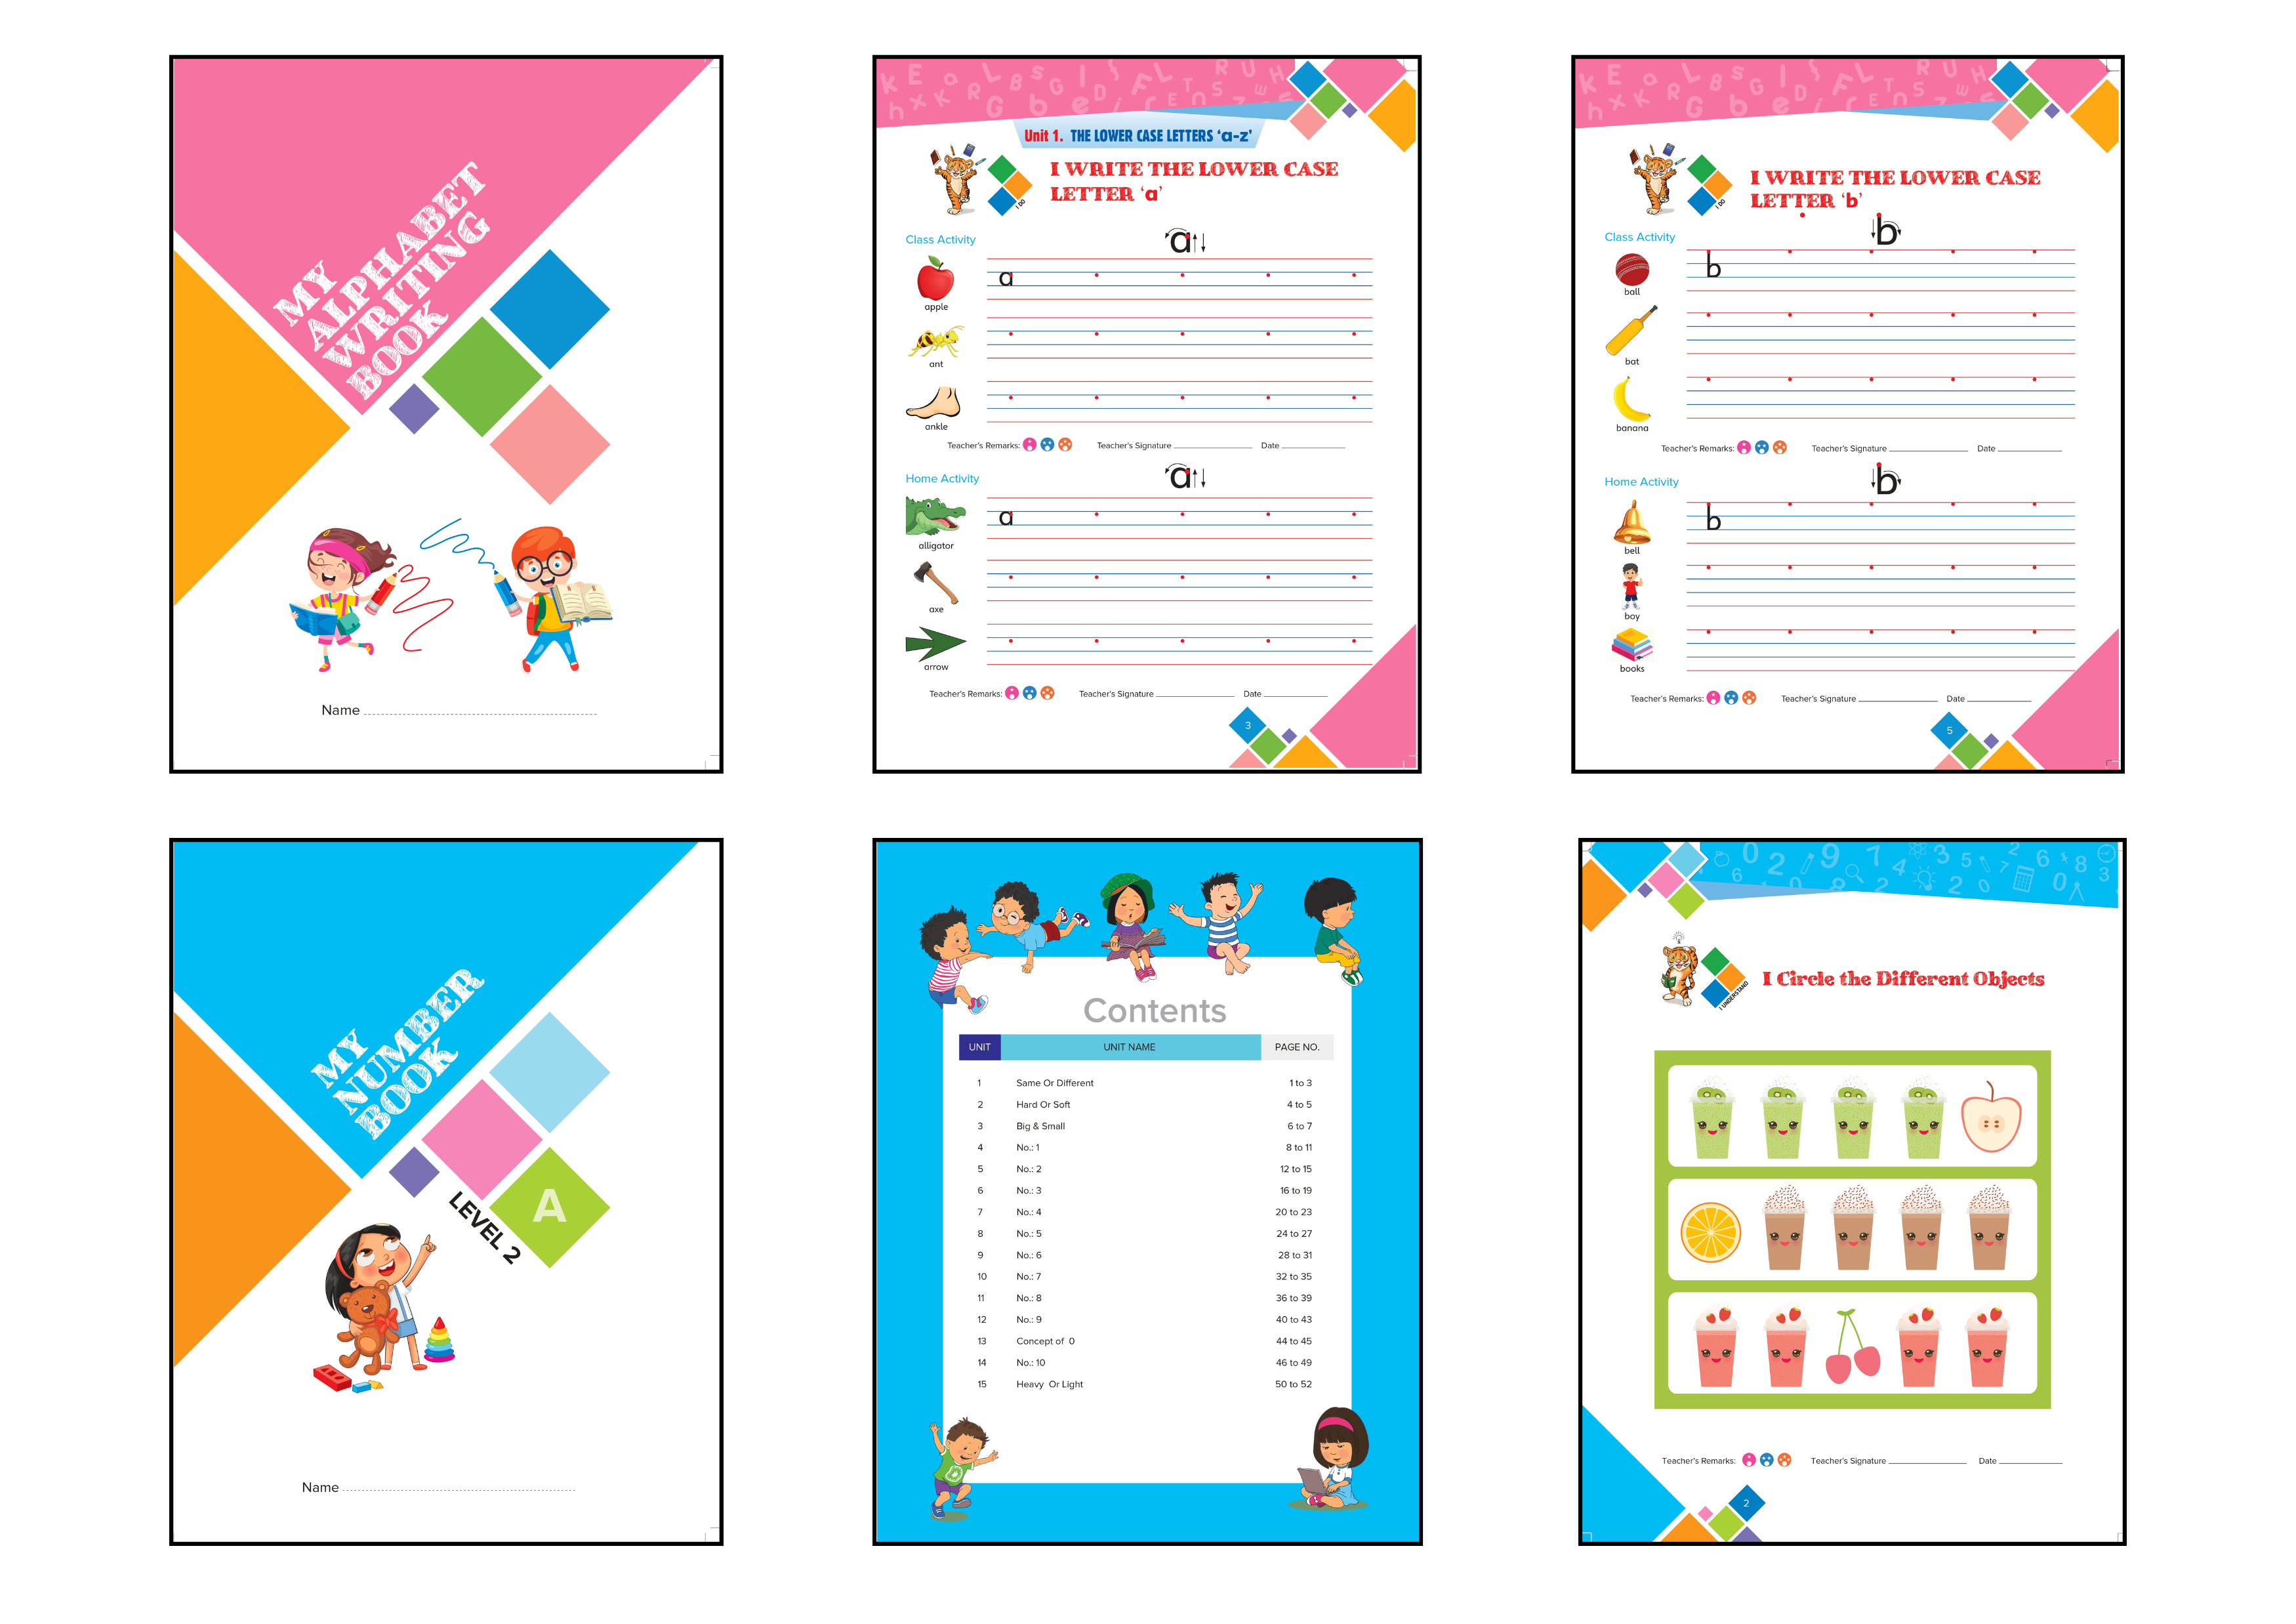 MY
ALPHABET
WRITING
BOOK
Name
Unit 1. THE LOWER CASE LETTERS ‘a-z’
I DO
I WRITE THE LOWER CASE
LETTER ‘a’
Class Activity
a
a
apple
ant
ankle
Teacher's Remarks: Teacher's Signature Date
Home Activity
a
a
alligator
axe
arrow
Teacher's Remarks: Teacher's Signature Date
3
I DO
I WRITE THE LOWER CASE
LETTER ‘b’
Class Activity
b
b
ball
bat
banana
Teacher's Remarks: Teacher's Signature Date
Home Activity
b
b
bell
boy
books
Teacher's Remarks: Teacher's Signature Date
5
MY
NUMBER
BOOK
LEVEL 2
A
Name
Contents
UNIT UNIT NAME PAGE NO.
1 Same Or Different 1 to 3
2 Hard Or Soft 4 to 5
3 Big & Small 6 to 7
4 No.: 1 8 to 11
5 No.: 2 12 to 15
6 No.: 3 16 to 19
7 No.: 4 20 to 23
8 No.: 5 24 to 27
9 No.: 6 28 to 31
10 No.: 7 32 to 35
11 No.: 8 36 to 39
12 No.: 9 40 to 43
13 Concept of 0 44 to 45
14 No.: 10 46 to 49
15 Heavy Or Light 50 to 52
I UNDERSTAND
I Circle the Different Objects
Teacher's Remarks: Teacher's Signature Date
2